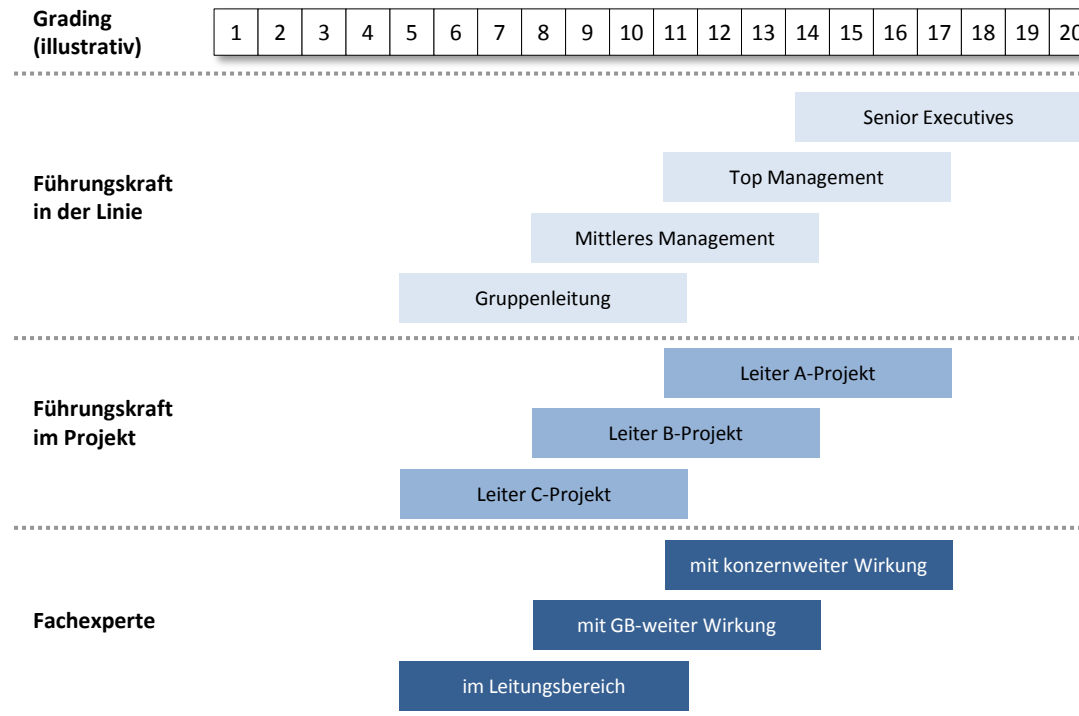 Grading
(illustrativ)
1 2 3 4 5 6 7 8 9 10 11 12 13 14 15 16 17 18 19 20
Führungskraft
in der Linie
Senior Executives
Top Management
Mittleres Management
Gruppenleitung
Führungskraft
im Projekt
Leiter A-Projekt
Leiter B-Projekt
Leiter C-Projekt
Fachexperte
mit konzernweiter Wirkung
mit GB-weiter Wirkung
im Leitungsbereich